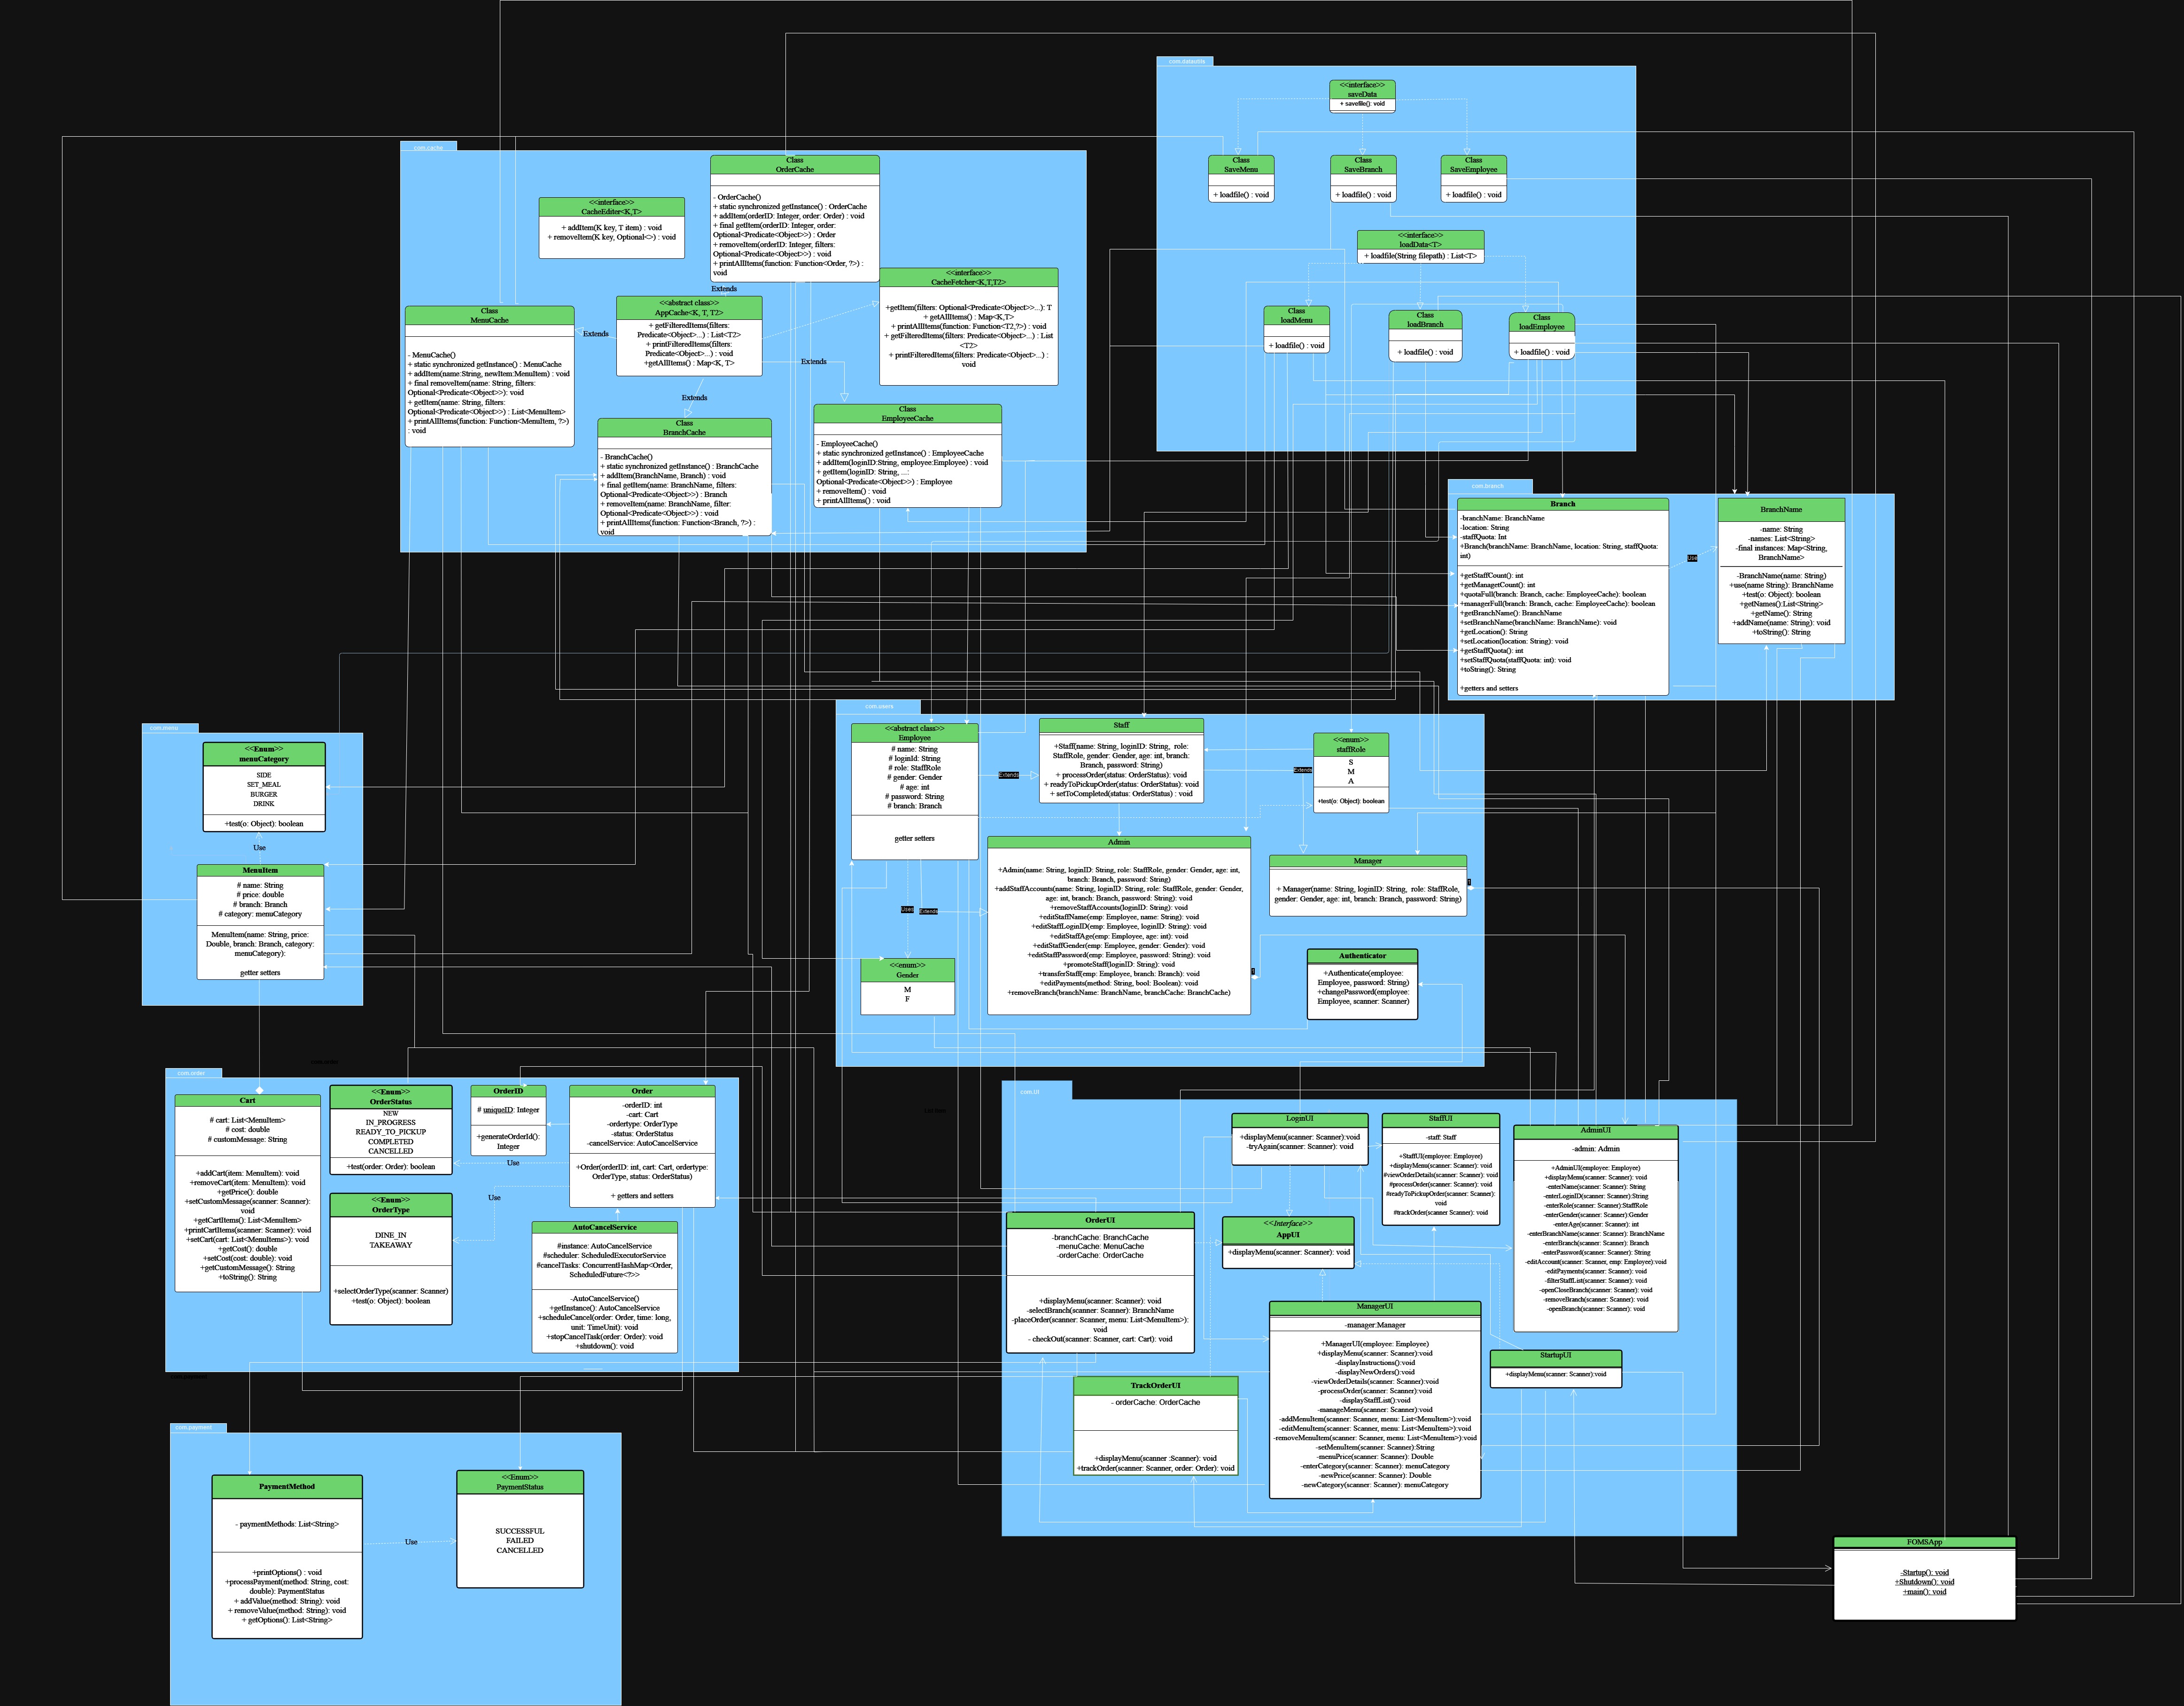 com.datautils
<<interface>>
saveData
+ savefile(): void
Class
SaveMenu
+ loadfile() : void
Class
SaveBranch
+ loadfile() : void
Class
SaveEmployee
+ loadfile() : void
<<interface>>
loadData<T>
+ loadfile(String filepath) : List<T>
Class
loadMenu
+ loadfile() : void
Class
loadBranch
+ loadfile() : void
Class
loadEmployee
+ loadfile() : void
com.cache
Class
OrderCache
- OrderCache()
+ static synchronized getInstance() : OrderCache
+ addItem(orderID: Integer, order: Order) : void
+ final getItem(orderID: Integer, order:
Optional<Predicate<Object>>) : Order
+ removeItem(orderID: Integer, filters:
Optional<Predicate<Object>>) : void
+ printAllItems(function: Function<Order, ?>) :
void
<<interface>>
CacheEditer<K,T>
+ addItem(K key, T item) : void
+ removeItem(K key, Optional<>) : void
<<interface>>
CacheFetcher<K,T,T2>
+getItem(filters: Optional<Predicate<Object>>...): T
+ getAllItems() : Map<K,T>
+ printAllItems(function: Function<T2,?>) : void
+ getFilteredItems(filters: Predicate<Object>...) : List
<T2>
+ printFilteredItems(filters: Predicate<Object>...) :
void
Extends
<<abstract class>>
AppCache<K, T, T2>
+ getFilteredItems(filters:
Predicate<Object>...) : List<T2>
+ printFilteredItems(filters:
Predicate<Object>...) : void
+getAllItems() : Map<K, T>
Extends
Extends
Extends
Class
MenuCache
- MenuCache()
+ static synchronized getInstance() : MenuCache
+ addItem(name:String, newItem:MenuItem) : void
+ final removeItem(name: String, filters:
Optional<Predicate<Object>>): void
+ getItem(name: String, filters:
Optional<Predicate<Object>>) : List<MenuItem>
+ printAllItems(function: Function<MenuItem, ?>)
: void
Class
BranchCache
- BranchCache()
+ static synchronized getInstance() : BranchCache
+ addItem(BranchName, Branch) : void
+ final getItem(name: BranchName, filters:
Optional<Predicate<Object>>) : Branch
+ removeItem(name: BranchName, filter:
Optional<Predicate<Object>>) : void
+ printAllItems(function: Function<Branch, ?>) :
void
Class
EmployeeCache
- EmployeeCache()
+ static synchronized getInstance() : EmployeeCache
+ addItem(loginID:String, employee:Employee) : void
+ getItem(loginID: String, ...:
Optional<Predicate<Object>>) : Employee
+ removeItem() : void
+ printAllItems() : void
com.branch
Branch
-branchName: BranchName
-location: String
-staffQuota: Int
+Branch(branchName: BranchName, location: String, staffQuota:
int)
+getStaffCount(): int
+getManagetCount(): int
+quotaFull(branch: Branch, cache: EmployeeCache): boolean
+managerFull(branch: Branch, cache: EmployeeCache): boolean
+getBranchName(): BranchName
+setBranchName(branchName: BranchName): void
+getLocation(): String
+setLocation(location: String): void
+getStaffQuota(): int
+setStaffQuota(staffQuota: int): void
+toString(): String
+getters and setters
Use
BranchName
-name: String
-names: List<String>
-final instances: Map<String,
BranchName>
-BranchName(name: String)
+use(name String): BranchName
+test(o: Object): boolean
+getNames():List<String>
+getName(): String
+addName(name: String): void
+toString(): String
com.users
<<abstract class>>
Employee
# name: String
# loginId: String
# role: StaffRole
# gender: Gender
# age: int
# password: String
# branch: Branch
getter setters
Extends
Staff
+Staff(name: String, loginID: String, role:
StaffRole, gender: Gender, age: int, branch:
Branch, password: String)
+ processOrder(status: OrderStatus): void
+ readyToPickupOrder(status: OrderStatus): void
+ setToCompleted(status: OrderStatus) : void
Extends
<<enum>>
staffRole
S
M
A
+test(o: Object): boolean
Admin
+Admin(name: String, loginID: String, role: StaffRole, gender: Gender, age: int,
branch: Branch, password: String)
+addStaffAccounts(name: String, loginID: String, role: StaffRole, gender: Gender,
age: int, branch: Branch, password: String): void
+removeStaffAccounts(loginID: String): void
+editStaffName(emp: Employee, name: String): void
+editStaffLoginID(emp: Employee, loginID: String): void
+editStaffAge(emp: Employee, age: int): void
+editStaffGender(emp: Employee, gender: Gender): void
+editStaffPassword(emp: Employee, password: String): void
+promoteStaff(loginID: String): void
+transferStaff(emp: Employee, branch: Branch): void
+editPayments(method: String, bool: Boolean): void
+removeBranch(branchName: BranchName, branchCache: BranchCache)
1
Manager
+ Manager(name: String, loginID: String, role: StaffRole,
gender: Gender, age: int, branch: Branch, password: String)
1
Uses
Extends
<<enum>>
Gender
M
F
Authenticator
+Authenticate(employee:
Employee, password: String)
+changePassword(employee:
Employee, scanner: Scanner)
com.menu
<<Enum>>
menuCategory
SIDE
SET_MEAL
BURGER
DRINK
+test(o: Object): boolean
Use
MenuItem
# name: String
# price: double
# branch: Branch
# category: menuCategory
MenuItem(name: String, price:
Double, branch: Branch, category:
menuCategory):
getter setters
com.order
com.order
Cart
# cart: List<MenuItem>
# cost: double
# customMessage: String
+addCart(item: MenuItem): void
+removeCart(item: MenuItem): void
+getPrice(): double
+setCustomMessage(scanner: Scanner):
void
+getCartItems(): List<MenuItem>
+printCartItems(scanner: Scanner): void
+setCart(cart: List<MenuItems>): void
+getCost(): double
+setCost(cost: double): void
+getCustomMessage(): String
+toString(): String
<<Enum>>
OrderStatus
NEW
IN_PROGRESS
READY_TO_PICKUP
COMPLETED
CANCELLED
+test(order: Order): boolean
<<Enum>>
OrderType
DINE_IN
TAKEAWAY
+selectOrderType(scanner: Scanner)
+test(o: Object): boolean
OrderID
# uniqueID: Integer
+generateOrderId():
Integer
Use
Use
Order
-orderID: int
-cart: Cart
-ordertype: OrderType
-status: OrderStatus
-cancelService: AutoCancelService
+Order(orderID: int, cart: Cart, ordertype:
OrderType, status: OrderStatus)
+ getters and setters
AutoCancelService
#instance: AutoCancelService
#scheduler: ScheduledExecutorService
#cancelTasks: ConcurrentHashMap<Order,
ScheduledFuture<?>>
-AutoCancelService()
+getInstance(): AutoCancelService
+scheduleCancel(order: Order, time: long,
unit: TimeUnit): void
+stopCancelTask(order: Order): void
+shutdown(): void
com.payment
com.payment
PaymentMethod
- paymentMethods: List<String>
+printOptions() : void
+processPayment(method: String, cost:
double): PaymentStatus
+ addValue(method: String): void
+ removeValue(method: String): void
+ getOptions(): List<String>
Use
<<Enum>>
PaymentStatus
SUCCESSFUL
FAILED
CANCELLED
com.UI
LoginUI
+displayMenu(scanner: Scanner):void
-tryAgain(scanner: Scanner): void
StaffUI
-staff: Staff
+StaffUI(employee: Employee)
+displayMenu(scanner: Scanner): void
#viewOrderDetails(scanner: Scanner): void
#processOrder(scanner: Scanner): void
#readyToPickupOrder(scanner: Scanner):
void
#trackOrder(scanner: Scanner): void
AdminUI
-admin: Admin
+AdminUI(employee: Employee)
+displayMenu(scanner: Scanner): void
-enterName(scanner: Scanner): String
-enterLoginID(scanner: Scanner):String
-enterRole(scanner: Scanner):StaffRole
-enterGender(scanner: Scanner):Gender
-enterAge(scanner: Scanner): int
-enterBranchName(scanner: Scanner): BranchName
-enterBranch(scanner: Scanner): Branch
-enterPassword(scanner: Scanner): String
-editAccount(scanner: Scanner, emp: Employee):void
-editPayments(scanner: Scanner): void
-filterStaffList(scanner: Scanner): void
-openCloseBranch(scanner: Scanner): void
-removeBranch(scanner: Scanner): void
-openBranch(scanner: Scanner): void
OrderUI
-branchCache: BranchCache
-menuCache: MenuCache
-orderCache: OrderCache
+displayMenu(scanner: Scanner): void
-selectBranch(scanner: Scanner): BranchName
-placeOrder(scanner: Scanner, menu: List<MenuItem>):
void
- checkOut(scanner: Scanner, cart: Cart): void
<<Interface>>
AppUI
+displayMenu(scanner: Scanner): void
ManagerUI
-manager:Manager
+ManagerUI(employee: Employee)
+displayMenu(scanner: Scanner):void
-displayInstructions():void
-displayNewOrders():void
-viewOrderDetails(scanner: Scanner):void
-processOrder(scanner: Scanner):void
-displayStaffList():void
-manageMenu(scanner: Scanner):void
-addMenuItem(scanner: Scanner, menu: List<MenuItem>):void
-editMenuItem(scanner: Scanner, menu: List<MenuItem>):void
-removeMenuItem(scanner: Scanner, menu: List<MenuItem>):void
-setMenuItem(scanner: Scanner):String
-menuPrice(scanner: Scanner): Double
-enterCategory(scanner: Scanner): menuCategory
-newPrice(scanner: Scanner): Double
-newCategory(scanner: Scanner): menuCategory
StartupUI
+displayMenu(scanner: Scanner):void
TrackOrderUI
- orderCache: OrderCache
+displayMenu(scanner :Scanner): void
+trackOrder(scanner: Scanner, order: Order): void
FOMSApp
-Startup(): void
+Shutdown(): void
+main(): void